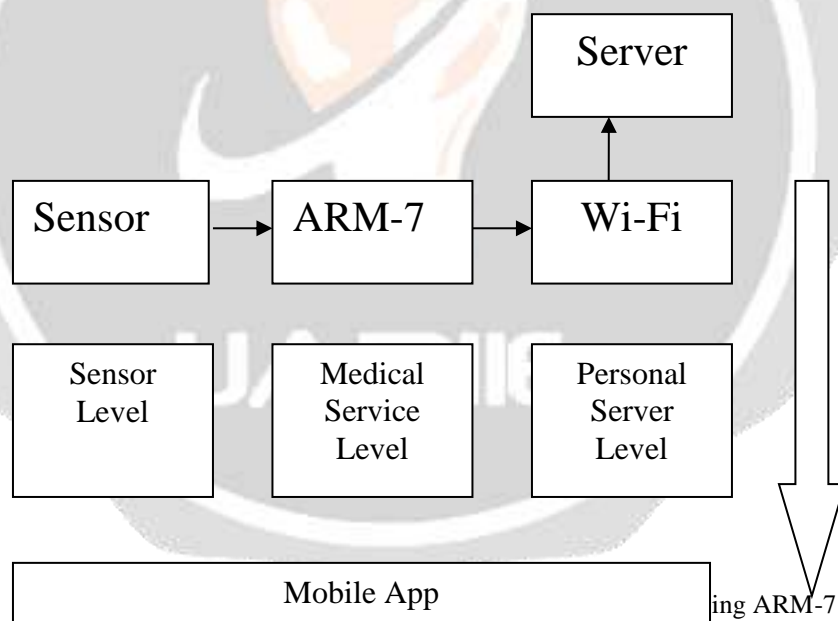 Server
Sensor
ARM-7
Wi-Fi
Sensor
Level
Medical
Service
Level
Personal
Server
Level
Mobile App
ing ARM-7